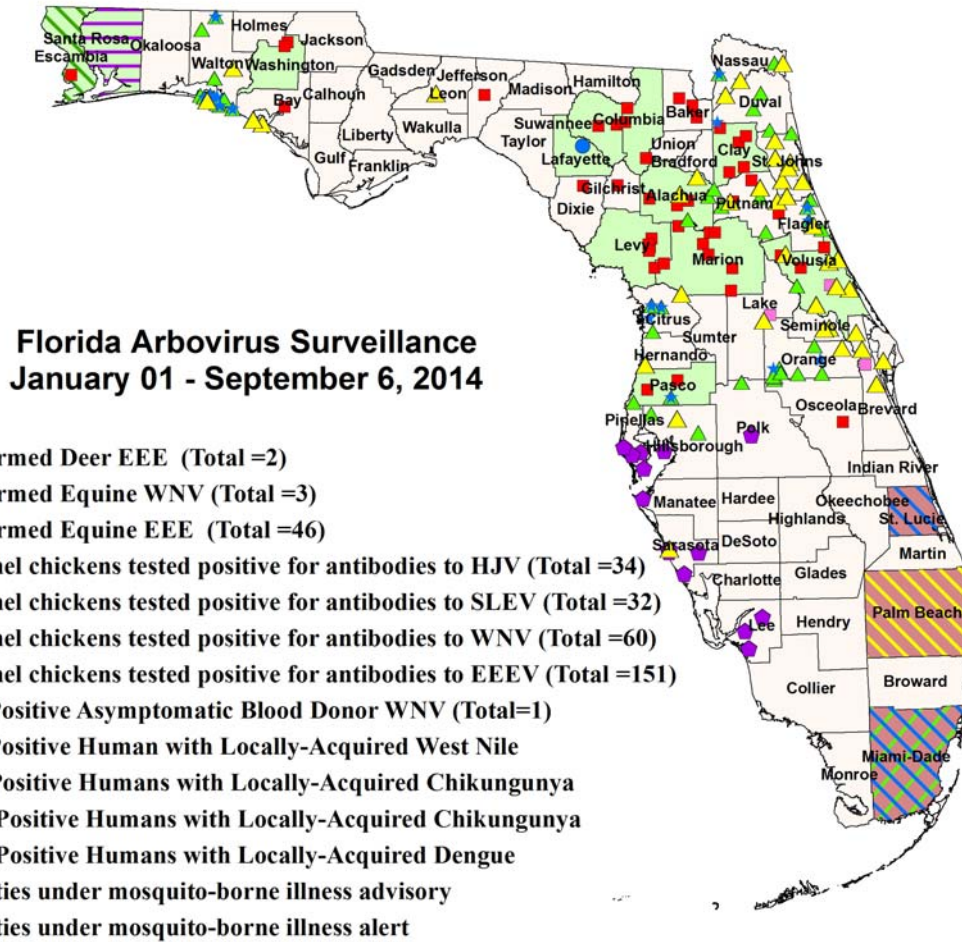 Holmes
Jackson
Santa Rosa
Okaloosa
Escambia
Walton
Washington
Bay
Calhoun
Gadsden
Leon
Jefferson
Madison
Hamilton
Liberty
Wakulla
Gulf
Franklin
Taylor
Suwannee
Columbia
Lafayette
Dixie
Baker
Nassau
Duval
Union
Bradford
Clay
St. Johns
Gilchrist
Alachua
Putnam
Flagler
Levy
Marion
Volusia
Lake
Citrus
Sumter
Seminole
Hernando
Orange
Pasco
Osceola
Brevard
Pinellas
Hillsborough
Polk
Indian River
Manatee
Hardee
Okeechobee
Highlands
St. Lucie
Sarasota
DeSoto
Martin
Charlotte
Glades
Lee
Hendry
Palm Beach
Collier
Broward
Miami-Dade
Monroe
Florida Arbovirus Surveillance
January 01 - September 6, 2014
rmed Deer EEE (Total =2)
rmed Equine WNV (Total =3)
rmed Equine EEE (Total =46)
nel chickens tested positive for antibodies to HJV (Total =34)
nel chickens tested positive for antibodies to SLEV (Total =32)
nel chickens tested positive for antibodies to WNV (Total =60)
nel chickens tested positive for antibodies to EEEV (Total =151)
Positive Asymptomatic Blood Donor WNV (Total=1)
Positive Human with Locally-Acquired West Nile
Positive Humans with Locally-Acquired Chikungunya
Positive Humans with Locally-Acquired Chikungunya
Positive Humans with Locally-Acquired Dengue
ties under mosquito-borne illness advisory
ties under mosquito-borne illness alert